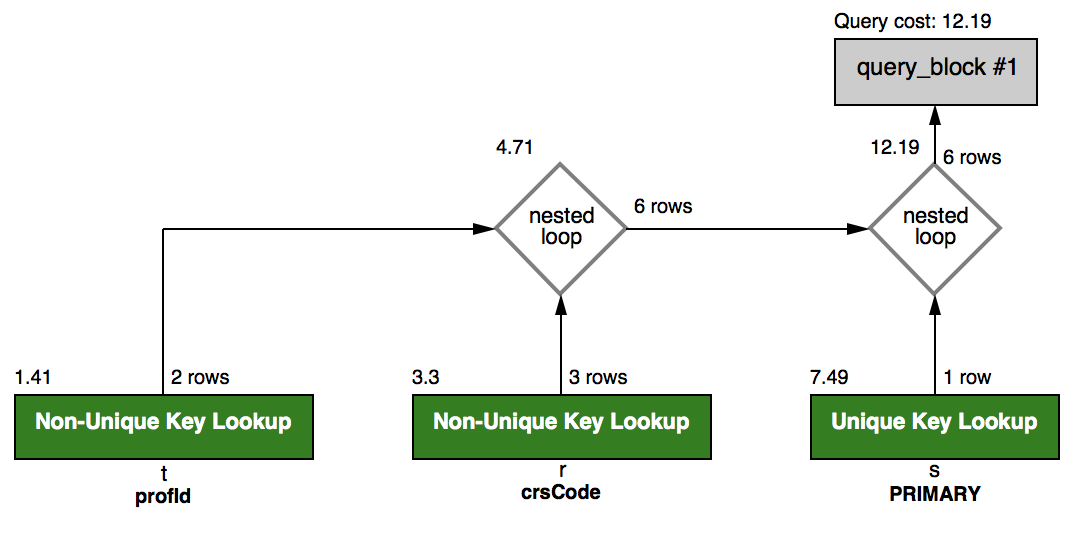 Query cost: 12.19
query_block #1
4.71
12.19
6 rows
nested
loop
6 rows
nested
loop
1.41
2 rows
3.3
3 rows
7.49
1 row
Non-Unique Key Lookup
Non-Unique Key Lookup
Unique Key Lookup
t
r
s
profId
crsCode
PRIMARY